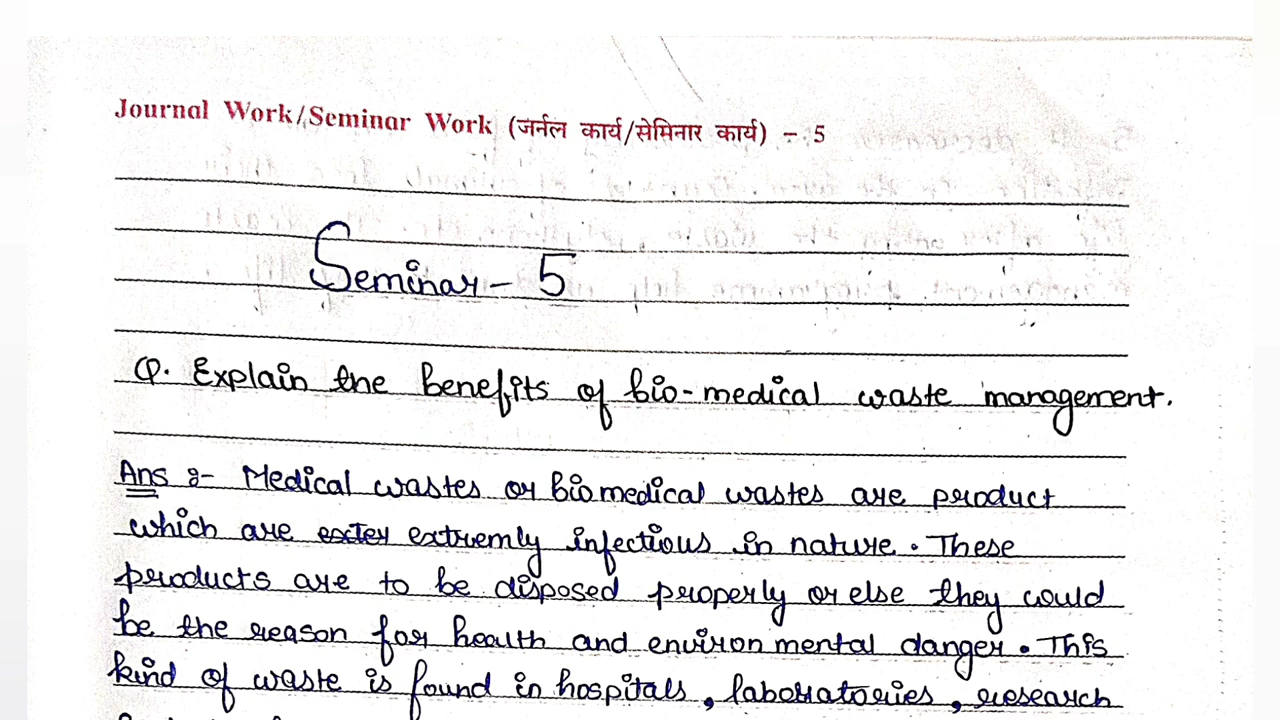 Journal Work/Seminar Work (जर्नल कार्य/सेमिनार कार्य) - 5
Seminar - 5
Q. Explain the benefits of bio-medical waste management.
Ans :- Medical wastes or biomedical wastes are product
which are exter extremly infectious in nature. These
products are to be disposed properly or else they could
be the reason for health and environmental danger. This
kind of waste is found in hospitals, laboratories, research